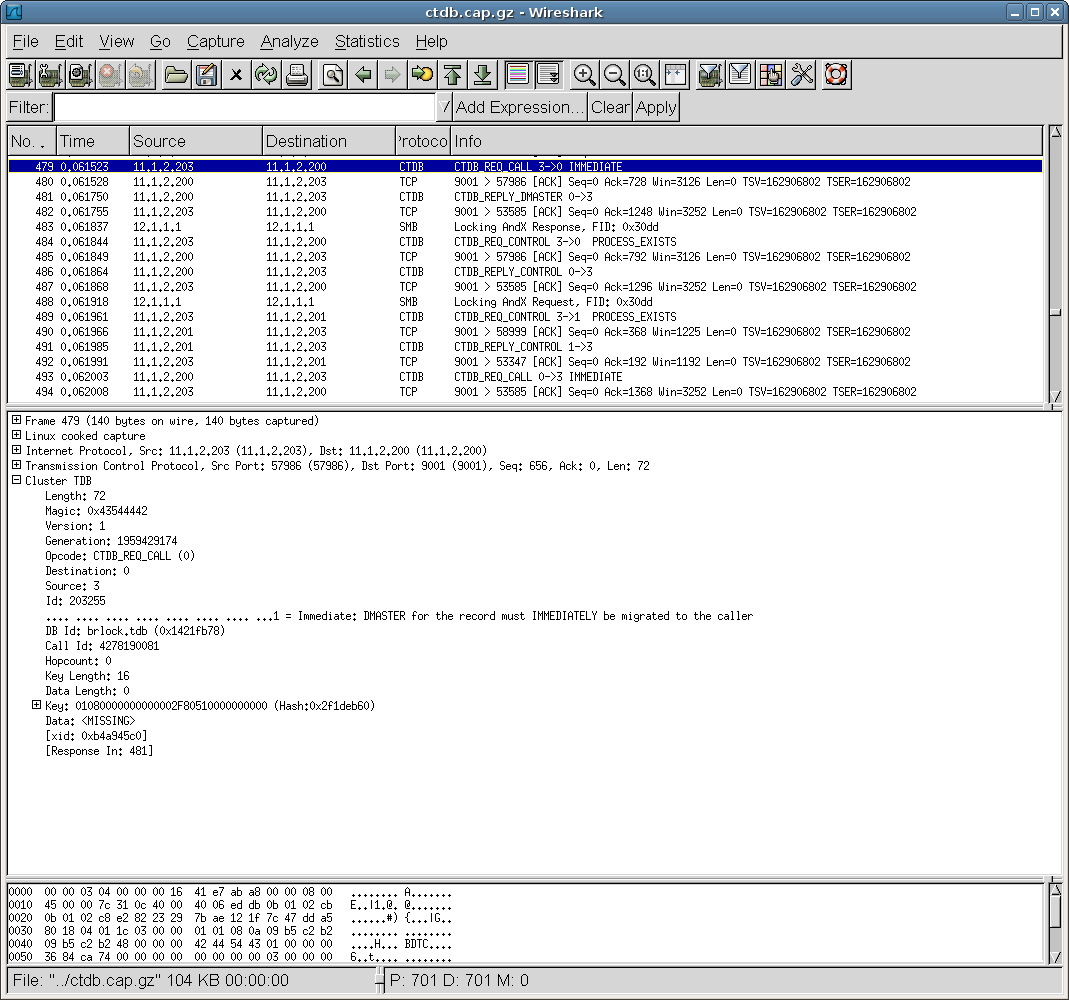 ctdb.cap.gz - Wireshark
File Edit View Go Capture Analyze Statistics Help
Filter: Add Expression... Clear Apply
No. . Time Source Destination Protoco Info
479 0.061523 11.1.2.203 11.1.2.200 CTDB CTDB_REQ_CALL 3->0 IMMEDIATE
480 0.061528 11.1.2.200 11.1.2.203 TCP 9001 > 57986 [ACK] Seq=0 Ack=728 Win=3126 Len=0 TSV=162906802 TSER=162906802
481 0.061750 11.1.2.200 11.1.2.203 CTDB CTDB_REPLY_DMASTER 0->3
482 0.061755 11.1.2.203 11.1.2.200 TCP 9001 > 53585 [ACK] Seq=0 Ack=1248 Win=3252 Len=0 TSV=162906802 TSER=162906802
483 0.061837 12.1.1.1 12.1.1.1 SMB Locking AndX Response, FID: 0x30dd
484 0.061844 11.1.2.203 11.1.2.200 CTDB CTDB_REQ_CONTROL 3->0 PROCESS_EXISTS
485 0.061849 11.1.2.200 11.1.2.203 TCP 9001 > 57986 [ACK] Seq=0 Ack=792 Win=3126 Len=0 TSV=162906802 TSER=162906802
486 0.061864 11.1.2.200 11.1.2.203 CTDB CTDB_REPLY_CONTROL 0->3
487 0.061868 11.1.2.203 11.1.2.200 TCP 9001 > 53585 [ACK] Seq=0 Ack=1296 Win=3252 Len=0 TSV=162906802 TSER=162906802
488 0.061918 12.1.1.1 12.1.1.1 SMB Locking AndX Request, FID: 0x30dd
489 0.061961 11.1.2.203 11.1.2.201 CTDB CTDB_REQ_CONTROL 3->1 PROCESS_EXISTS
490 0.061966 11.1.2.201 11.1.2.203 TCP 9001 > 58999 [ACK] Seq=0 Ack=368 Win=1225 Len=0 TSV=162906802 TSER=162906802
491 0.061985 11.1.2.201 11.1.2.203 CTDB CTDB_REPLY_CONTROL 1->3
492 0.061991 11.1.2.203 11.1.2.201 TCP 9001 > 53347 [ACK] Seq=0 Ack=192 Win=1192 Len=0 TSV=162906802 TSER=162906802
493 0.062003 11.1.2.200 11.1.2.203 CTDB CTDB_REQ_CALL 0->3 IMMEDIATE
494 0.062008 11.1.2.203 11.1.2.200 TCP 9001 > 53585 [ACK] Seq=0 Ack=1368 Win=3252 Len=0 TSV=162906802 TSER=162906802
Frame 479 (140 bytes on wire, 140 bytes captured)
Linux cooked capture
Internet Protocol, Src: 11.1.2.203 (11.1.2.203), Dst: 11.1.2.200 (11.1.2.200)
Transmission Control Protocol, Src Port: 57986 (57986), Dst Port: 9001 (9001), Seq: 656, Ack: 0, Len: 72
Cluster TDB
Length: 72
Magic: 0x43544442
Version: 1
Generation: 1959429174
Opcode: CTDB_REQ_CALL (0)
Destination: 0
Source: 3
Id: 203255
.... .... .... .... .... .... .... ...1 = Immediate: DMASTER for the record must IMMEDIATELY be migrated to the caller
DB Id: brlock.tdb (0x1421fb78)
Call Id: 4278190081
Hopcount: 0
Key Length: 16
Data Length: 0
Key: 0108000000000002F80510000000000 (Hash:0x2f1deb60)
Data: <MISSING>
[xid: 0xb4a945c0]
[Response In: 481]
0000 00 00 03 04 00 00 00 16 41 e7 ab a8 00 00 08 00 ........ A.......
0010 45 00 00 7c 31 0c 40 00 40 06 ed db 0b 01 02 cb E..|1.@. @.......
0020 0b 01 02 c8 e2 82 23 29 7b ae 12 1f 7c 47 dd a5 ......#) {...|G..
0030 80 18 04 01 1c 03 00 00 01 01 08 0a 09 b5 c2 b2 ........ ........
0040 09 b5 c2 b2 48 00 00 00 42 44 54 43 01 00 00 00 ....H... BDTC....
0050 36 84 ca 74 00 00 00 00 00 00 00 00 03 00 00 00 6..t.... ........
File: "../ctdb.cap.gz" 104 KB 00:00:00 P: 701 D: 701 M: 0